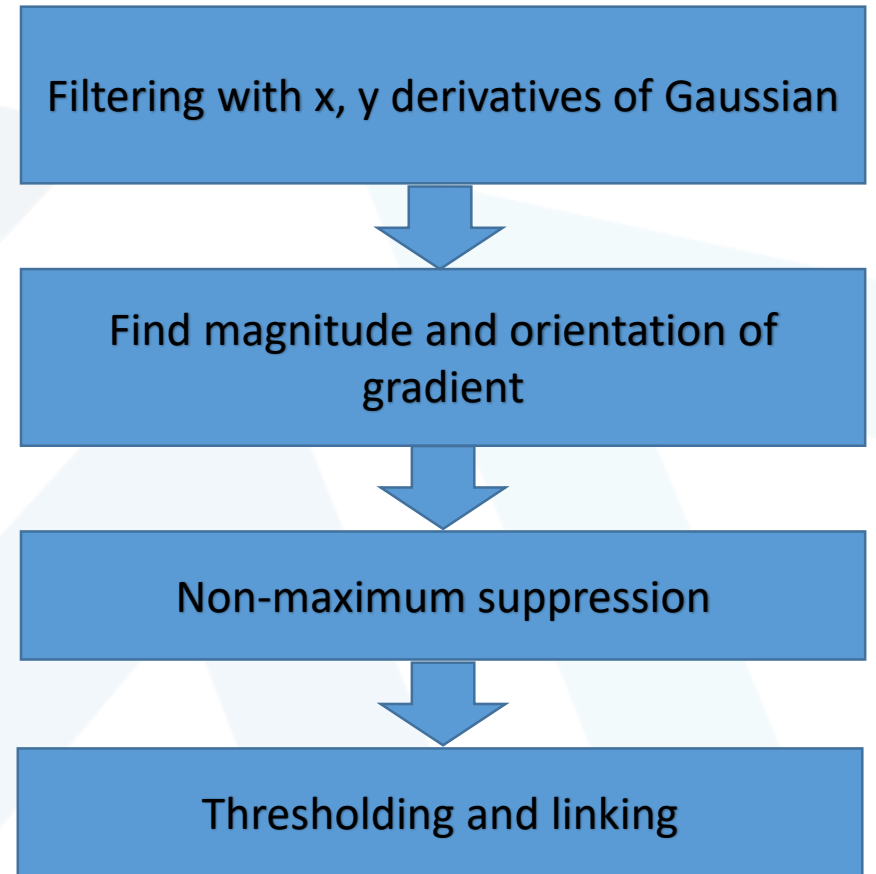 Filtering with x, y derivatives of Gaussian
Find magnitude and orientation of
gradient
Non-maximum suppression
Thresholding and linking